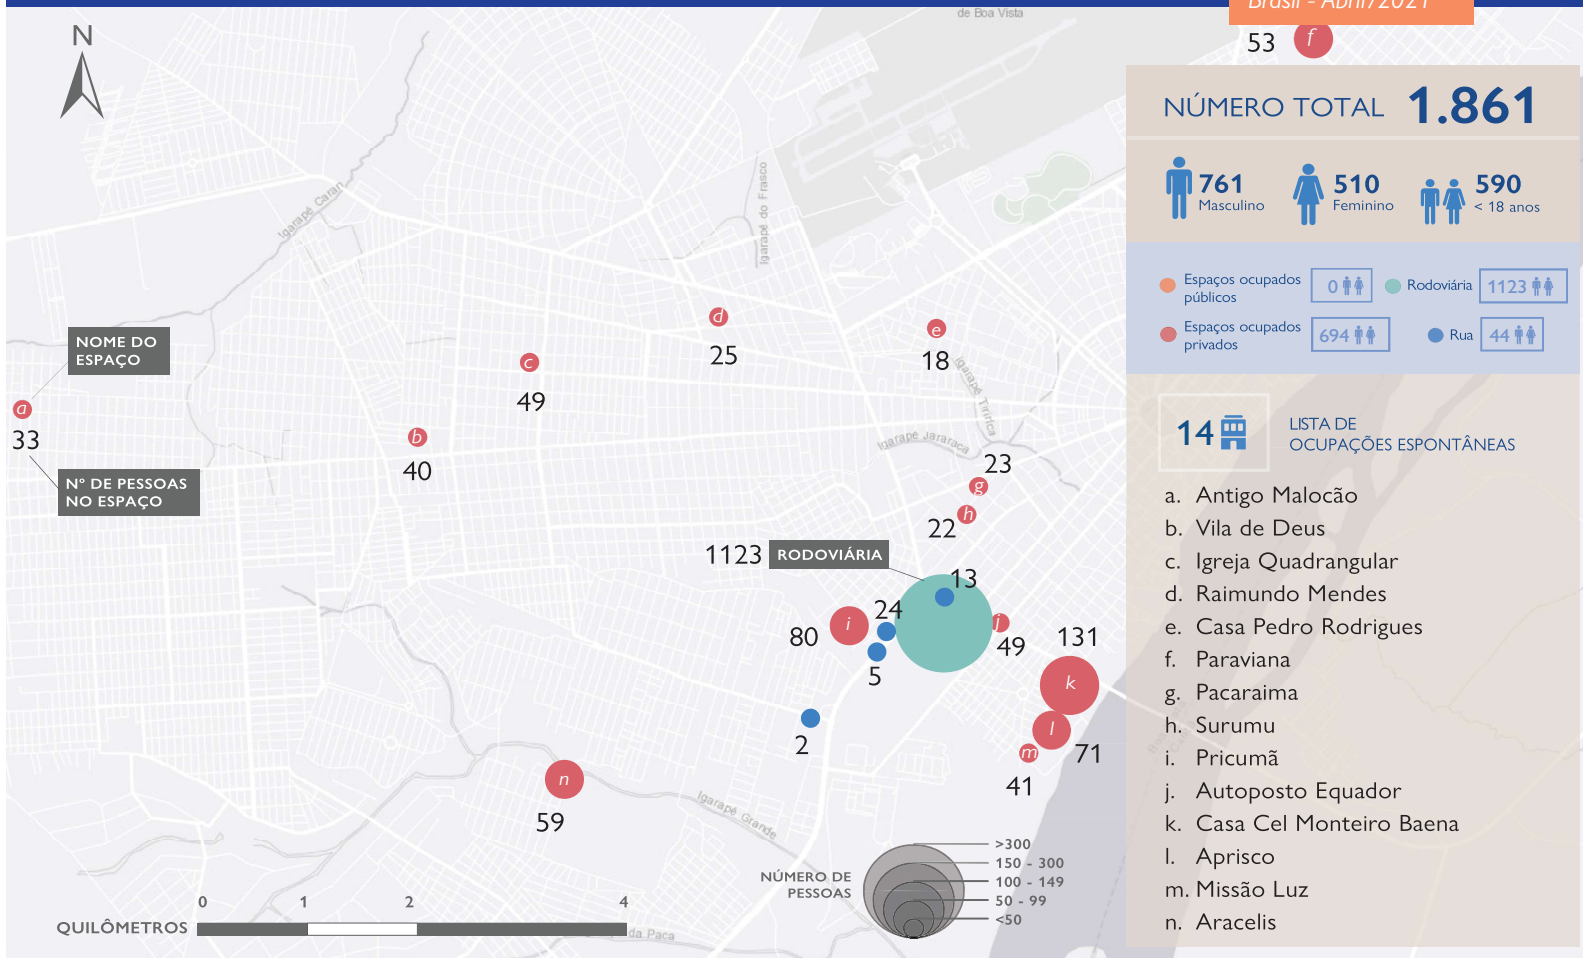 Brasil - Abril/2021
de Boa Vista
N
53
f
NÚMERO TOTAL 1.861
761
Masculino
510
Feminino
590
< 18 anos
Espaços ocupados
públicos
0
Rodoviária
1123
Espaços ocupados
privados
694
Rua
44
14
LISTA DE
OCUPAÇÕES ESPONTÂNEAS
a. Antigo Malocão
b. Vila de Deus
c. Igreja Quadrangular
d. Raimundo Mendes
e. Casa Pedro Rodrigues
f. Paraviana
g. Pacaraima
h. Surumu
i. Pricumã
j. Autoposto Equador
k. Casa Cel Monteiro Baena
l. Aprisco
m. Missão Luz
n. Aracelis
Igarapé Caran
Igarapé do Frasco
d
25
e
18
NOME DO
ESPAÇO
c
49
a
33
b
40
Igarapé Tiririca
Igarapé Jararaca
Nº DE PESSOAS
NO ESPAÇO
23
g
22
h
1123
RODOVIÁRIA
13
24
80
i
5
j
49
131
k
2
l
71
m
41
n
59
Igarapé Grande
NÚMERO DE
PESSOAS
>300
150 - 300
100 - 149
50 - 99
<50
0 1 2 4
QUILÔMETROS
da Paca